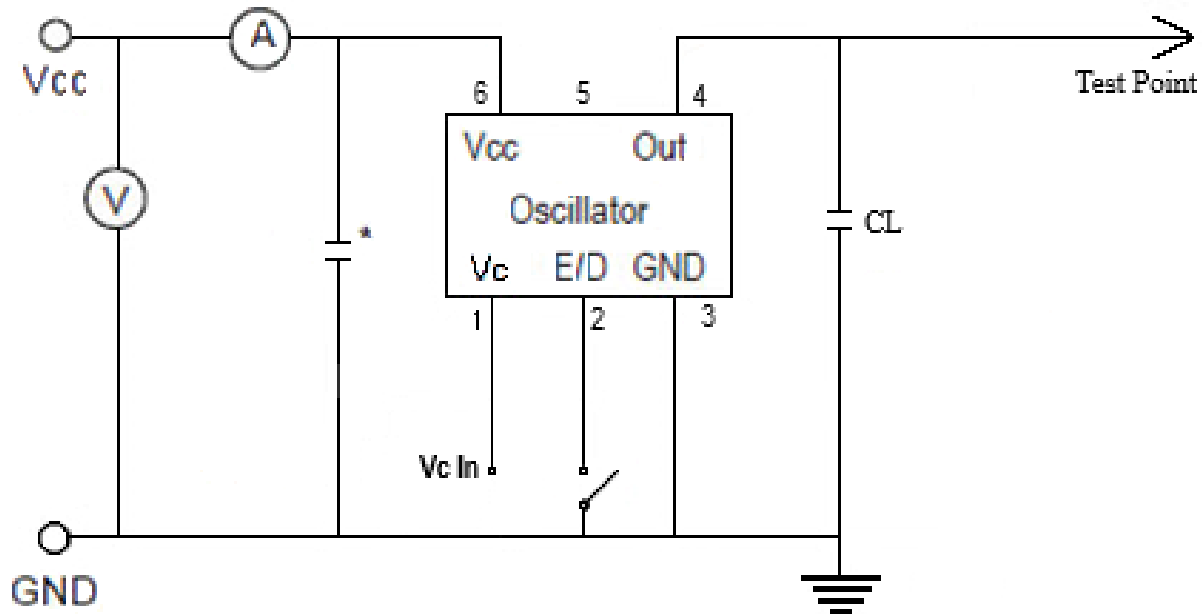 A
Vcc
Test Point
6 5 4
Vcc Out
V
Oscillator
CL
*
Vc E/D GND
1 2 3
Vc In
GND